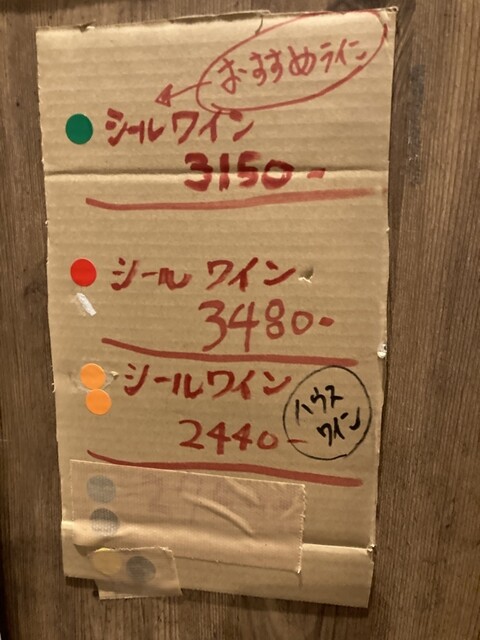 おすすめライン
シールワイン
3150-
シールワイン
3480-
シールワイン
2440-
ハウス
ワイン